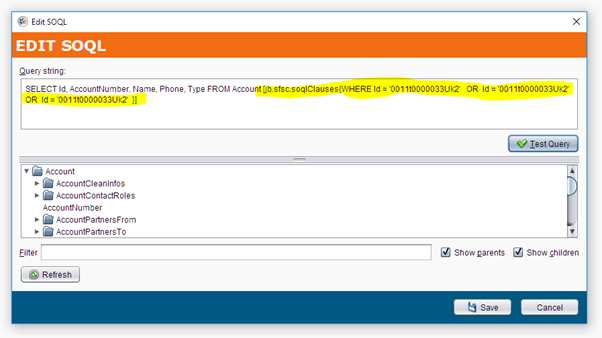 Edit SOQL
EDIT SOQL
Query string:
SELECT Id, AccountNumber, Name, Phone, Type FROM Account [jb.sfsc.soqlClauses(WHERE Id = '0011t0000033Uk2' OR Id = '0011t0000033Uk2'
OR Id = '0011t0000033Uk2' )]
Test Query
Account
AccountCleanInfos
AccountContactRoles
AccountNumber
AccountPartnersFrom
AccountPartnersTo
Filter
Show parents
Show children
Refresh
Save
Cancel